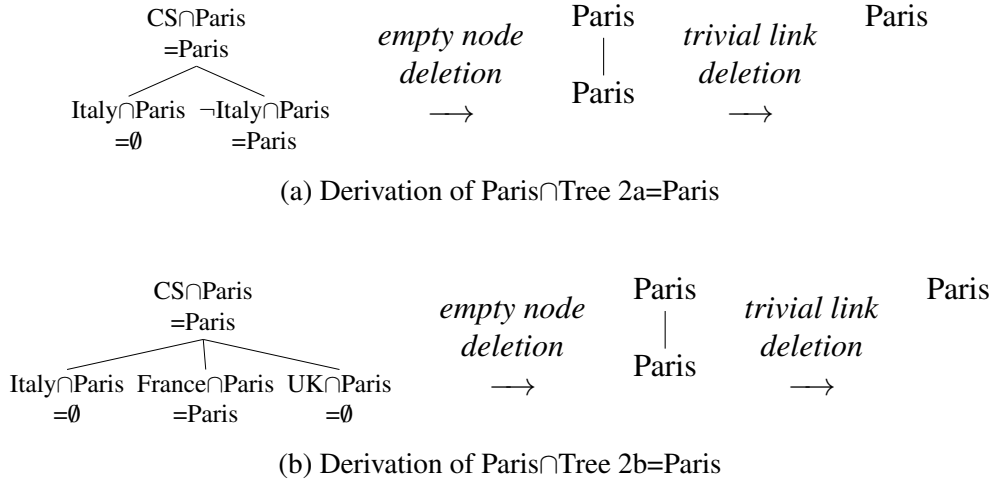 CS∩Paris
=Paris
Italy∩Paris ¬Italy∩Paris
=∅ =Paris
empty node
deletion
→
Paris
Paris
trivial link
deletion
→
Paris
(a) Derivation of Paris∩Tree 2a=Paris
CS∩Paris
=Paris
Italy∩Paris France∩Paris UK∩Paris
=∅ =Paris =∅
empty node
deletion
→
Paris
Paris
trivial link
deletion
→
Paris
(b) Derivation of Paris∩Tree 2b=Paris